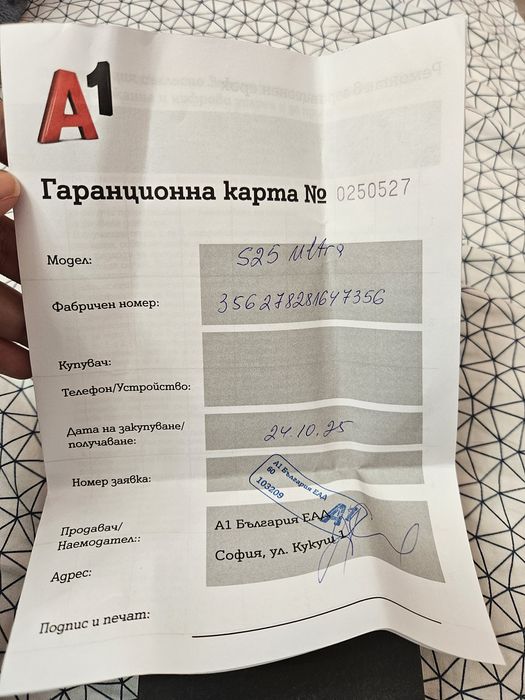 A1
Гаранционна карта № 0250527
Модел: S25 Ultra
Фабричен номер: 356278281647356
Купувач:
Телефон/Устройство:
Дата на закупуване/
получаване: 24.10.25
Номер заявка:
А1 България ЕАД
60
103209
A1
Продавач/
Наемодател:: А1 България ЕАД
Адрес: София, ул. Кукуш 1
Подпис и печат: